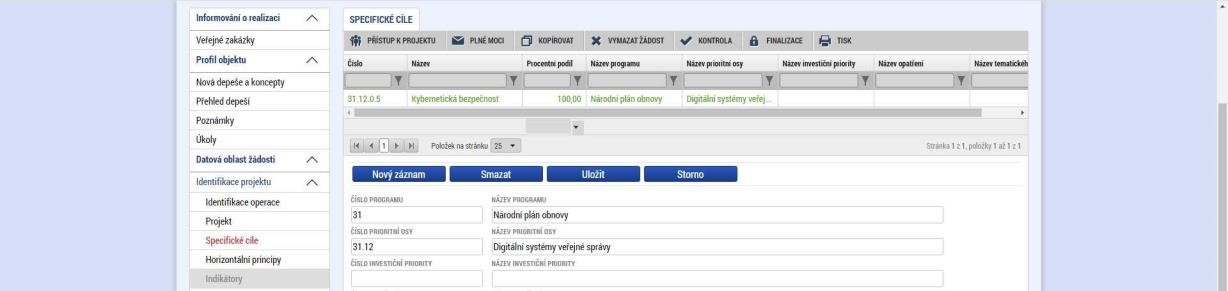 Informování o realizaci
Veřejné zakázky
Profil objektu
Nová depeše a koncepty
Přehled depeší
Poznámky
Úkoly
Datová oblast žádosti
Identifikace projektu
Identifikace operace
Projekt
Specifické cíle
Horizontální principy
Indikátory
SPECIFICKÉ CÍLE
PŘÍSTUP K PROJEKTU PLNÉ MOCI KOPÍROVAT VYMAZAT ŽÁDOST KONTROLA FINALIZACE TISK
Číslo Název Procentní podíl Název programu Název prioritní osy Název investiční priority Název opatření Název tematickéh
31.12.0.5 Kybernetická bezpečnost 100,00 Národní plán obnovy Digitální systémy veřej...
1 Položek na stránku 25 Stránka 1 z 1, položky 1 až 1 z 1
Nový záznam Smazat Uložit Storno
ČÍSLO PROGRAMU NÁZEV PROGRAMU
31 Národní plán obnovy
ČÍSLO PRIORITNÍ OSY NÁZEV PRIORITNÍ OSY
31.12 Digitální systémy veřejné správy
ČÍSLO INVESTIČNÍ PRIORITY NÁZEV INVESTIČNÍ PRIORITY